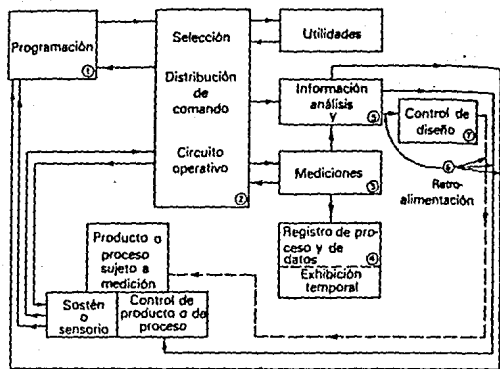 Programación
①
Selección
Distribución
de
comando
Circuito
operativo
②
Utilidades
Información
análisis
Y
⑤
Control de
diseño
⑦
⑥
Retro-
alimentación
Mediciones
③
Registro de pro-
ceso y de
datos
④
Exhibición
temporal
Producto o
proceso
sujeto a
medición
Sostén
o
sensorio
Control de
producto o de
proceso